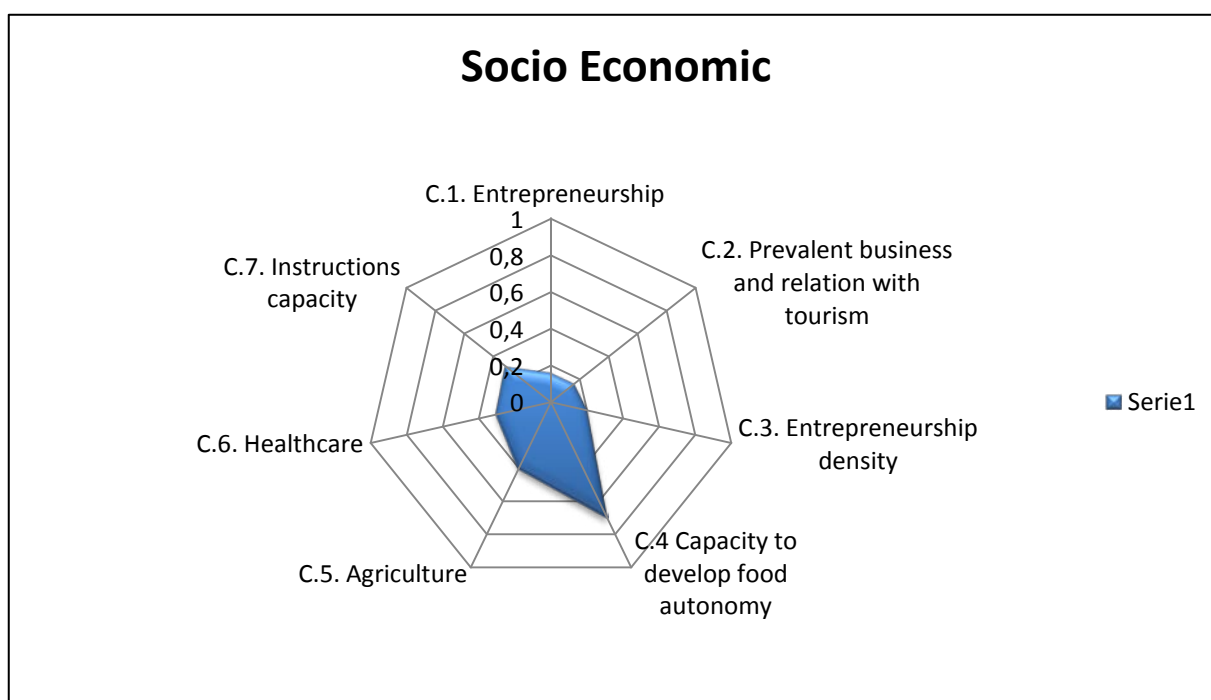 Socio Economic
C.1. Entrepreneurship
1
0,8
0,6
0,4
0,2
0
C.2. Prevalent business
and relation with
tourism
C.3. Entrepreneurship
density
C.4 Capacity to
develop food
autonomy
C.5. Agriculture
C.6. Healthcare
C.7. Instructions
capacity
Serie1